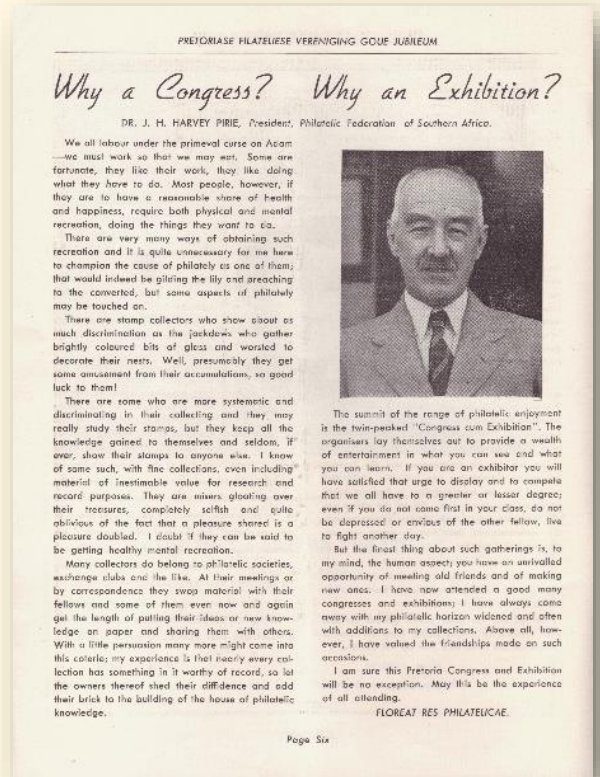 PRETORIASE FILATELIESE VERENIGING GOUE JUBILEUM
Why a Congress? Why an Exhibition?
DR. J. H. HARVEY PIRIE, President, Philatelic Federation of Southern Africa.
We all labour under the primeval curse on Adam
—we must work so that we may eat. Some are
fortunate, they like their work, they like doing
what they have to do. Most people, however, if
they are to have a reasonable share of health
and happiness, require both physical and mental
recreation, doing the things they want to do.
There are very many ways of obtaining such
recreation and it is quite unnecessary for me here
to champion the cause of philately as one of them;
that would indeed be gilding the lily and preaching
to the converted, but some aspects of philately
may be touched on.
There are stamp collectors who show about as
much discrimination as the jackdaws who gather
brightly coloured bits of glass and worsted to
decorate their nests. Well, presumably they get
some amusement from their accumulations, so good
luck to them!
There are some who are more systematic and
discriminating in their collecting and they may
really study their stamps, but they keep all the
knowledge gained to themselves and seldom, if
ever, show their stamps to anyone else. I know
of some such, with fine collections, even including
material of inestimable value for research and
record purposes. They are misers gloating over
their treasures, completely selfish and quite
oblivious of the fact that a pleasure shared is a
pleasure doubled. I doubt if they can be said to
be getting healthy mental recreation.
Many collectors do belong to philatelic societies,
exchange clubs and the like. At their meetings or
by correspondence they swop material with their
fellows and some of them even now and again
get the length of putting their ideas or new know-
ledge on paper and sharing them with others.
With a little persuasion many more might come into
this coterie; my experience is that nearly every col-
lection has something in it worthy of record, so let
the owners thereof shed their diffidence and add
their brick to the building of the house of philatelic
knowledge.
The summit of the range of philatelic enjoyment
is the twin-peaked "Congress cum Exhibition". The
organisers lay themselves out to provide a wealth
of entertainment in what you can see and what
you can learn. If you are an exhibitor you will
have satisfied that urge to display and to compete
that we all have to a greater or lesser degree;
even if you do not come first in your class, do not
be depressed or envious of the other fellow, live
to fight another day.
But the finest thing about such gatherings is, to
my mind, the human aspect; you have an unrivalled
opportunity of meeting old friends and of making
new ones. I have now attended a good many
congresses and exhibitions; I have always come
away with my philatelic horizon widened and often
with additions to my collections. Above all, how-
ever, I have valued the friendships made on such
occasions.
I am sure this Pretoria Congress and Exhibition
will be no exception. May this be the experience
of all attending.
FLOREAT RES PHILATELICAE.
Page Six